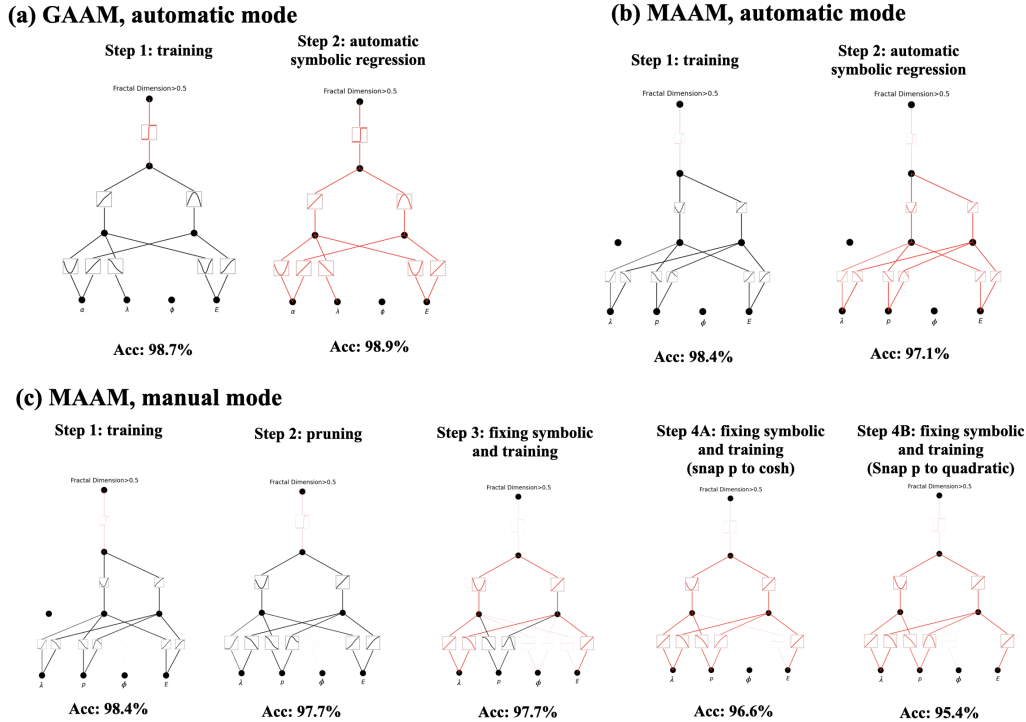 (a) GAAM, automatic mode
Step 1: training
Fractal Dimension>0.5
α
λ
ϕ
E
Acc: 98.7%
Step 2: automatic
symbolic regression
Fractal Dimension>0.5
α
λ
ϕ
E
Acc: 98.9%
(b) MAAM, automatic mode
Step 1: training
Fractal Dimension>0.5
λ
p
ϕ
E
Acc: 98.4%
Step 2: automatic
symbolic regression
Fractal Dimension>0.5
λ
p
ϕ
E
Acc: 97.1%
(c) MAAM, manual mode
Step 1: training
Fractal Dimension>0.5
λ
p
ϕ
E
Acc: 98.4%
Step 2: pruning
Fractal Dimension>0.5
λ
p
ϕ
E
Acc: 97.7%
Step 3: fixing symbolic
and training
Fractal Dimension>0.5
λ
p
ϕ
E
Acc: 97.7%
Step 4A: fixing symbolic
and training
(snap p to cosh)
Fractal Dimension>0.5
λ
p
ϕ
E
Acc: 96.6%
Step 4B: fixing symbolic
and training
(Snap p to quadratic)
Fractal Dimension>0.5
λ
p
ϕ
E
Acc: 95.4%